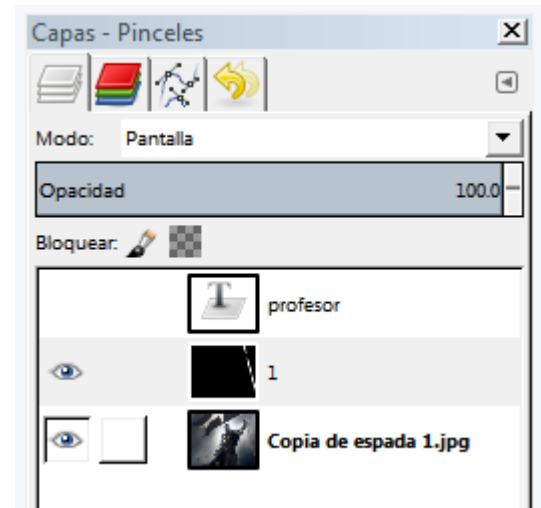 Capas - Pinceles
Modo: Pantalla
Opacidad 100.0
Bloquear:
profesor
1
Copia de espada 1.jpg